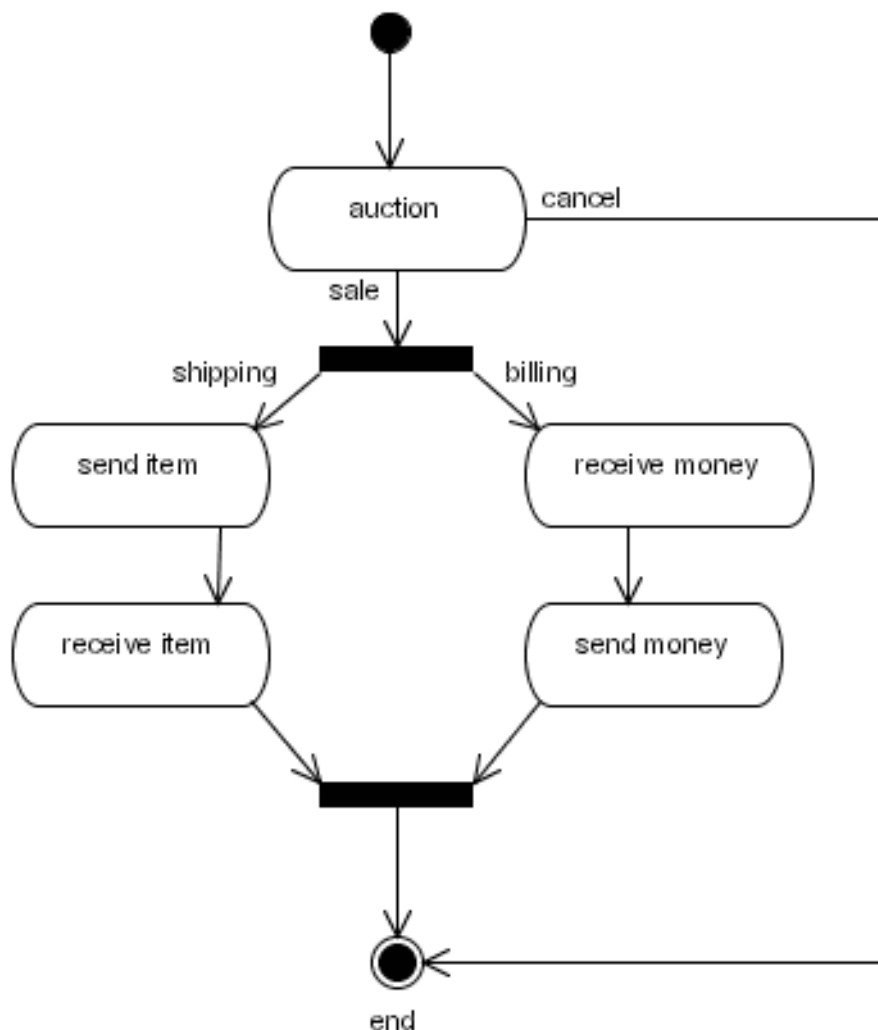 auction
cancel
sale
shipping
billing
send item
receive money
receive item
send money
end